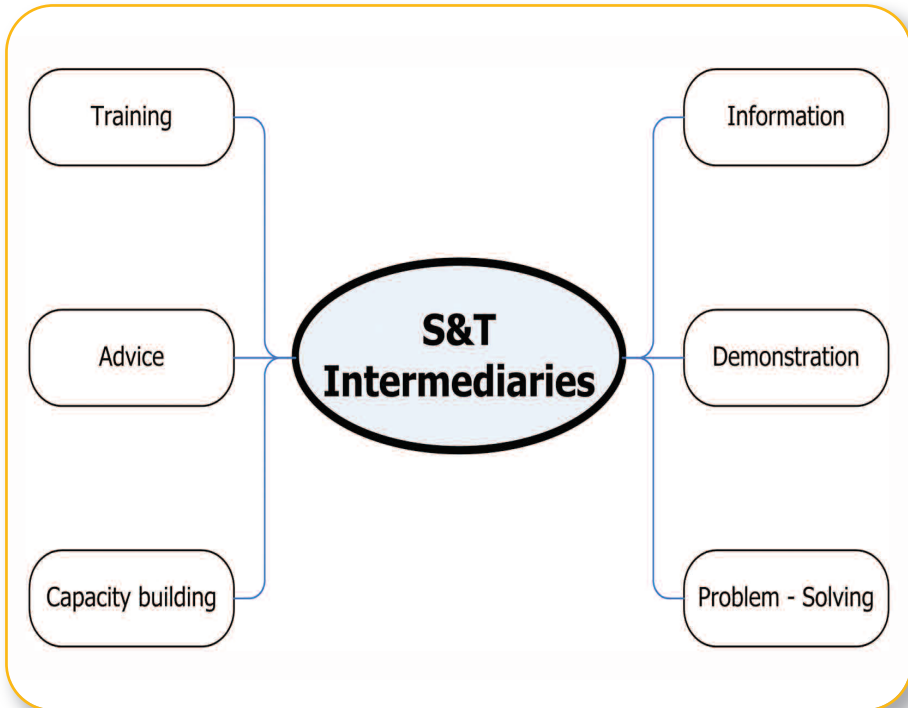 Training
Information
S&T
Intermediaries
Advice
Demonstration
Capacity building
Problem - Solving